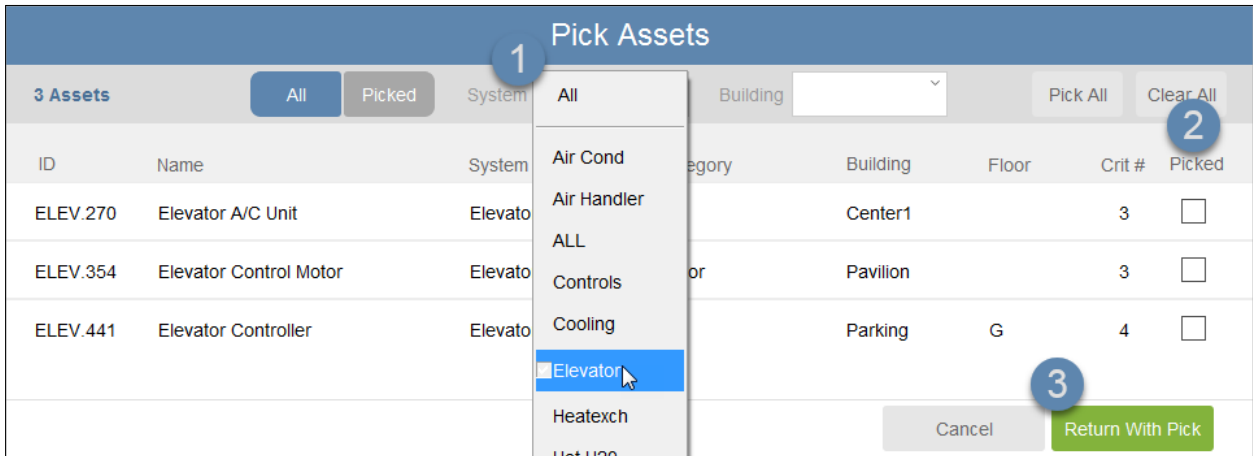 Pick Assets
1
3 Assets All Picked System All Building Pick All Clear All
2
ID Name System egory Building Floor Crit # Picked
Air Cond
Air Handler
ELEV.270 Elevator A/C Unit Elevato Center1 3
ALL
ELEV.354 Elevator Control Motor Elevato or Pavilion 3
Controls
Cooling
ELEV.441 Elevator Controller Elevato Parking G 4
Elevator
3
Heatexch
Cancel Return With Pick